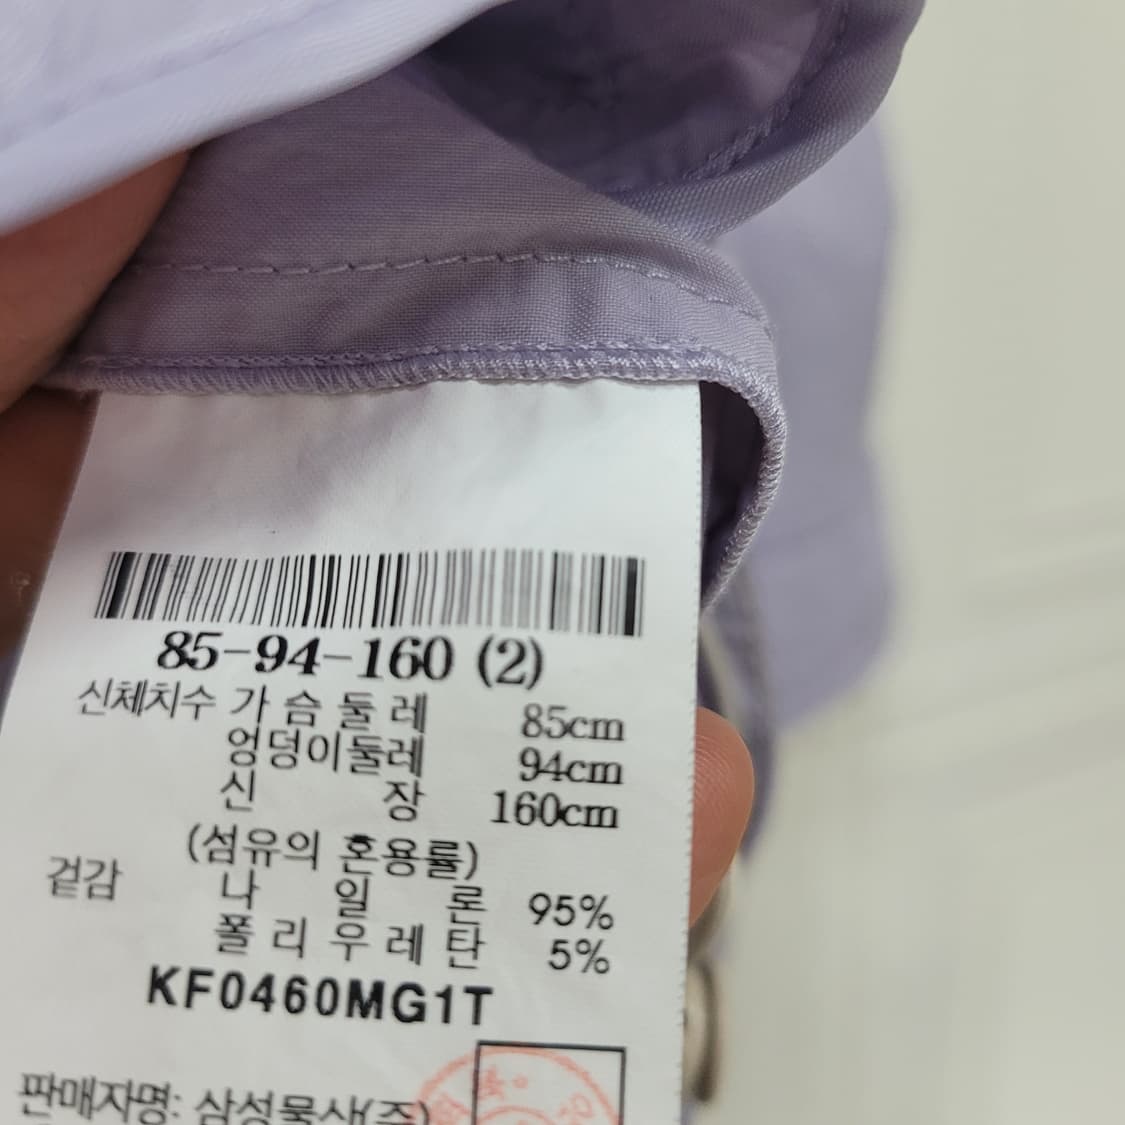 85-94-160 (2)
신체치수 가슴둘레 85cm
엉덩이둘레 94cm
신장 160cm
(섬유의 혼용률)
겉감 나일론 95%
폴리우레탄 5%
KF0460MG1T
판매자명: 삼성물산(주)